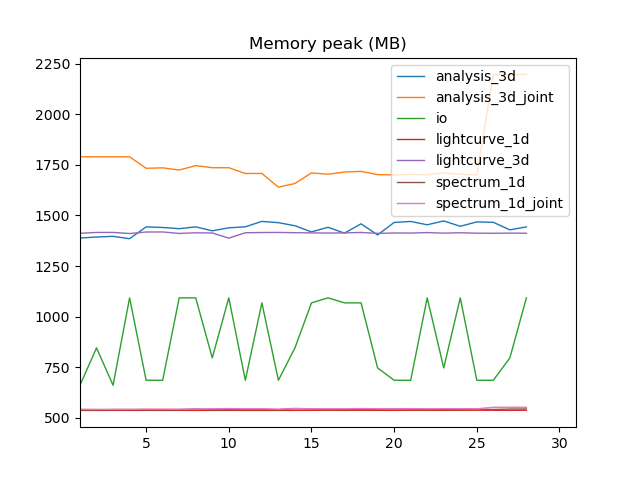 Memory peak (MB)
2250
2000
1750
1500
1250
1000
750
500
5
10
15
20
25
30
analysis_3d
analysis_3d_joint
io
lightcurve_1d
lightcurve_3d
spectrum_1d
spectrum_1d_joint